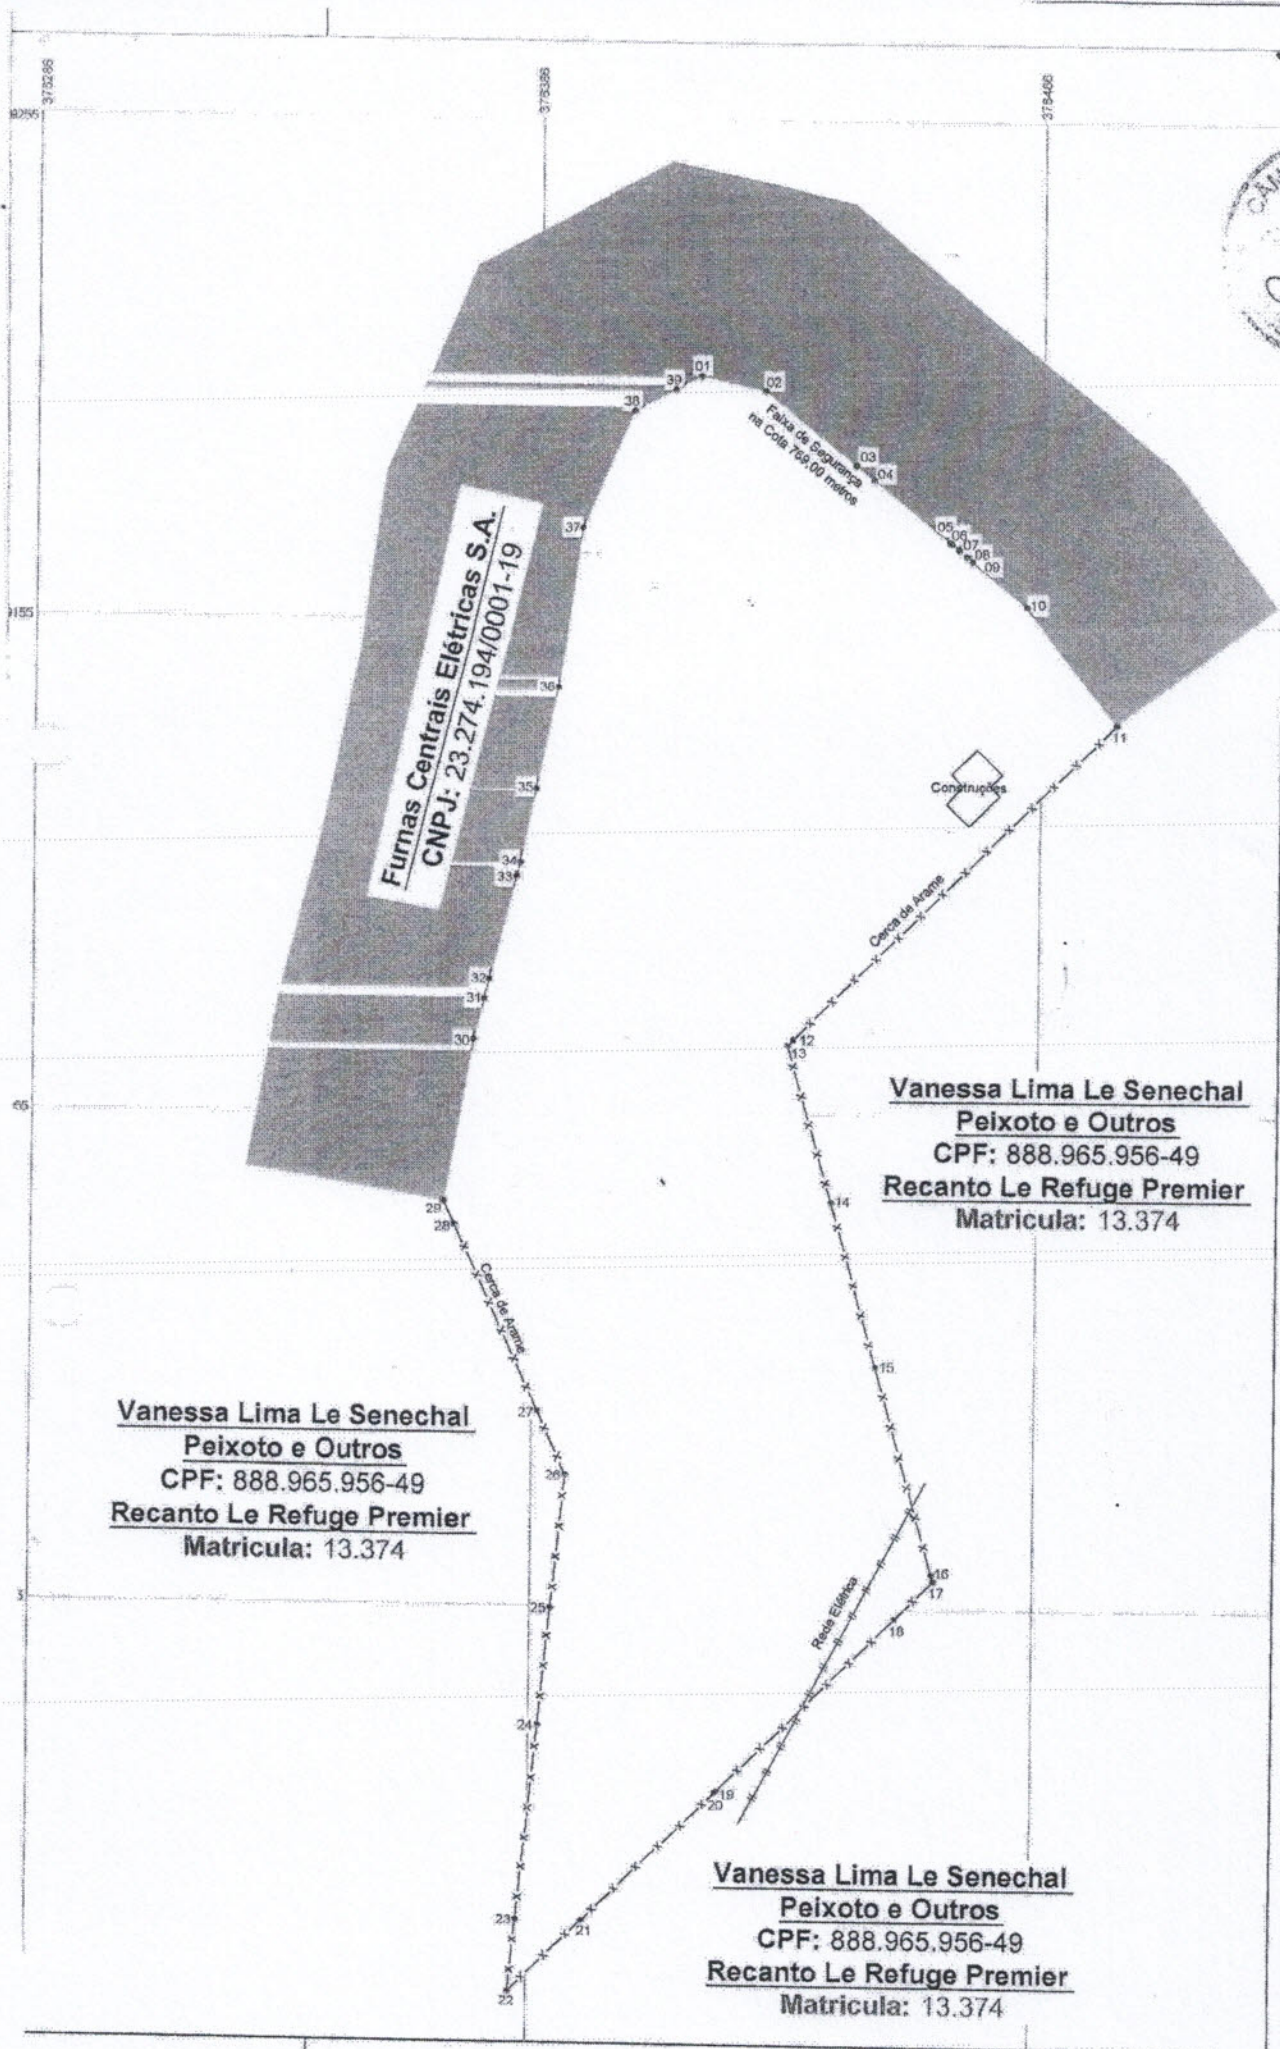 376286
376386
376486
9255
CÂM
01
39
02
38
Faixa de Segurança
na Cota 769,00 metros
03
04
37
05
06
07
08
09
10
9155
Furnas Centrais Elétricas S.A.
CNPJ: 23.274.194/0001-19
36
11
35
Construções
34
33
Cerca de Arame
32
31
30
12
13
Vanessa Lima Le Senechal
Peixoto e Outros
CPF: 888.965.956-49
Recanto Le Refuge Premier
Matricula: 13.374
14
29
28
Cerca de Arame
15
27
Vanessa Lima Le Senechal
Peixoto e Outros
CPF: 888.965.956-49
Recanto Le Refuge Premier
Matricula: 13.374
26
25
16
17
18
Rede Elétrica
24
19
20
23
21
22
Vanessa Lima Le Senechal
Peixoto e Outros
CPF: 888.965.956-49
Recanto Le Refuge Premier
Matricula: 13.374